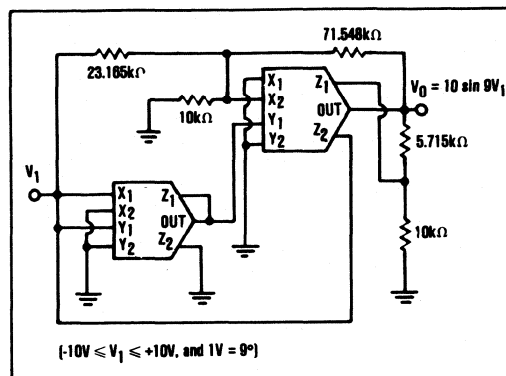 71.548kΩ
23.165kΩ
V₀ = 10 sin 9V₁
X₁
X₂
Y₁
Y₂
Z₁
OUT
Z₂
10kΩ
5.715kΩ
V₁
X₁
X₂
Y₁
Y₂
Z₁
OUT
Z₂
10kΩ
(-10V ≤ V₁ ≤ +10V, and 1V = 9°)